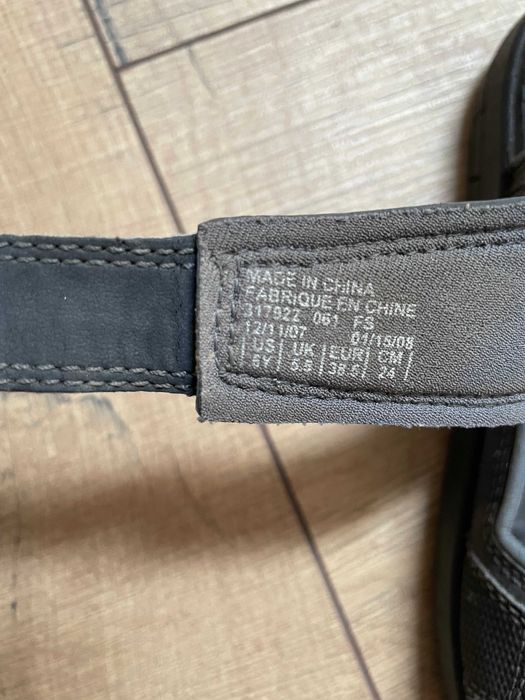 MADE IN CHINA
FABRIQUE EN CHINE
317922 061 FS
12/11/07 01/15/08
US UK EUR CM
6Y 5.5 38.5 24